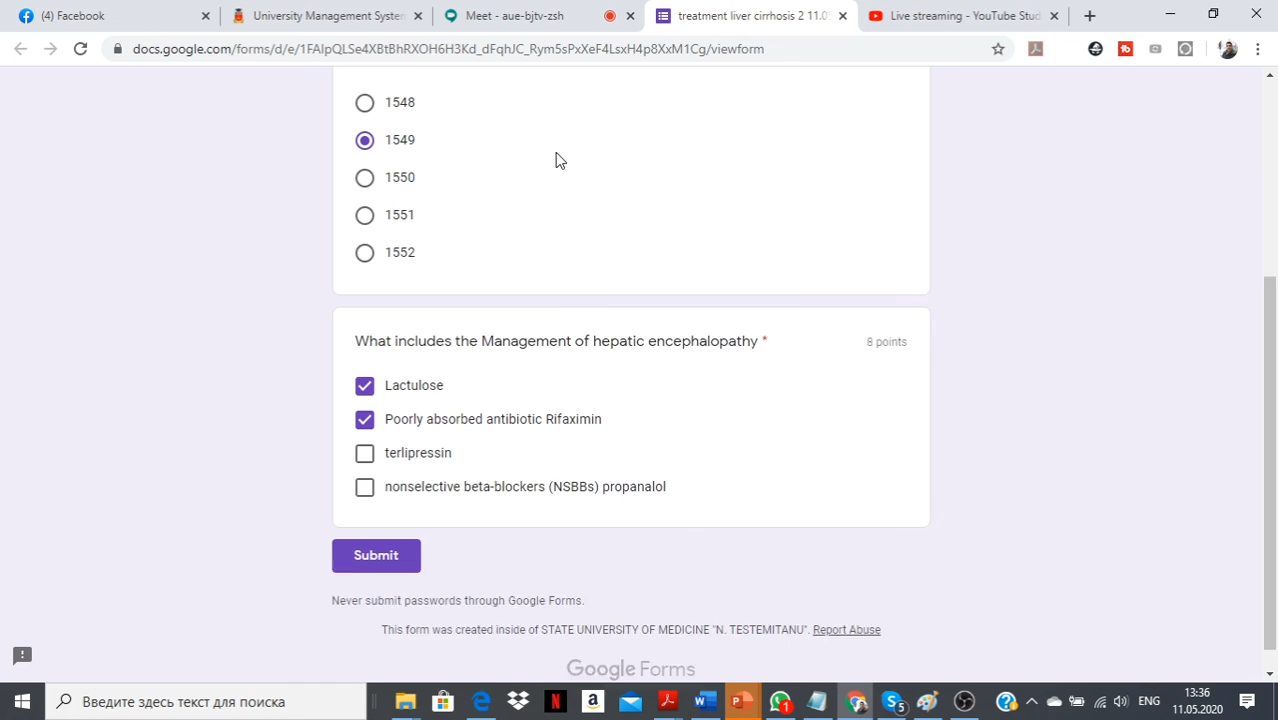 (4) Facebook
University Management Syste
Meet - aue-bjtv-zsh
treatment liver cirrhosis 2 11.05
Live streaming - YouTube Stud
docs.google.com/forms/d/e/1FAIpQLSe4XBtBhRXOH6H3Kd_dFqhJC_Rym5sPxXeF4LsxH4p8XxM1Cg/viewform
1548
1549
1550
1551
1552
What includes the Management of hepatic encephalopathy *
8 points
Lactulose
Poorly absorbed antibiotic Rifaximin
terlipressin
nonselective beta-blockers (NSBBs) propanalol
Submit
Never submit passwords through Google Forms.
This form was created inside of STATE UNIVERSITY OF MEDICINE "N. TESTEMITANU". Report Abuse
Google Forms
Введите здесь текст для поиска
ENG
13:36
11.05.2020